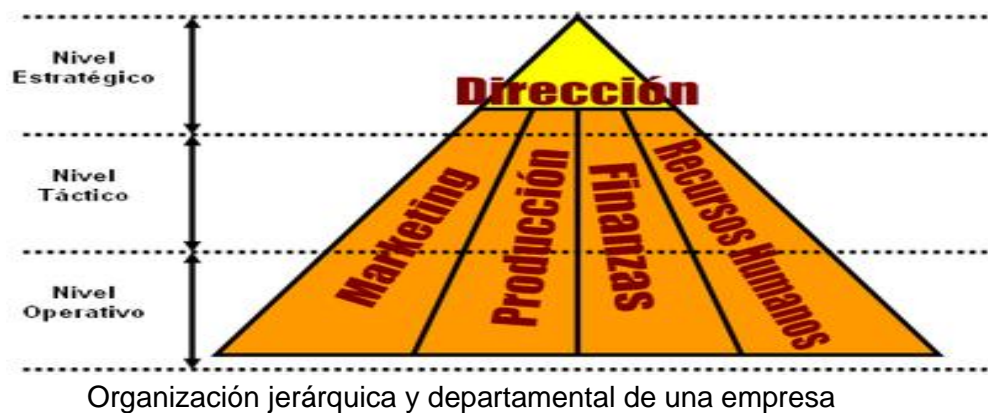 Nivel
Estratégico
Dirección
Nivel
Táctico
Marketing
Producción
Finanzas
Recursos Humanos
Nivel
Operativo
Organización jerárquica y departamental de una empresa